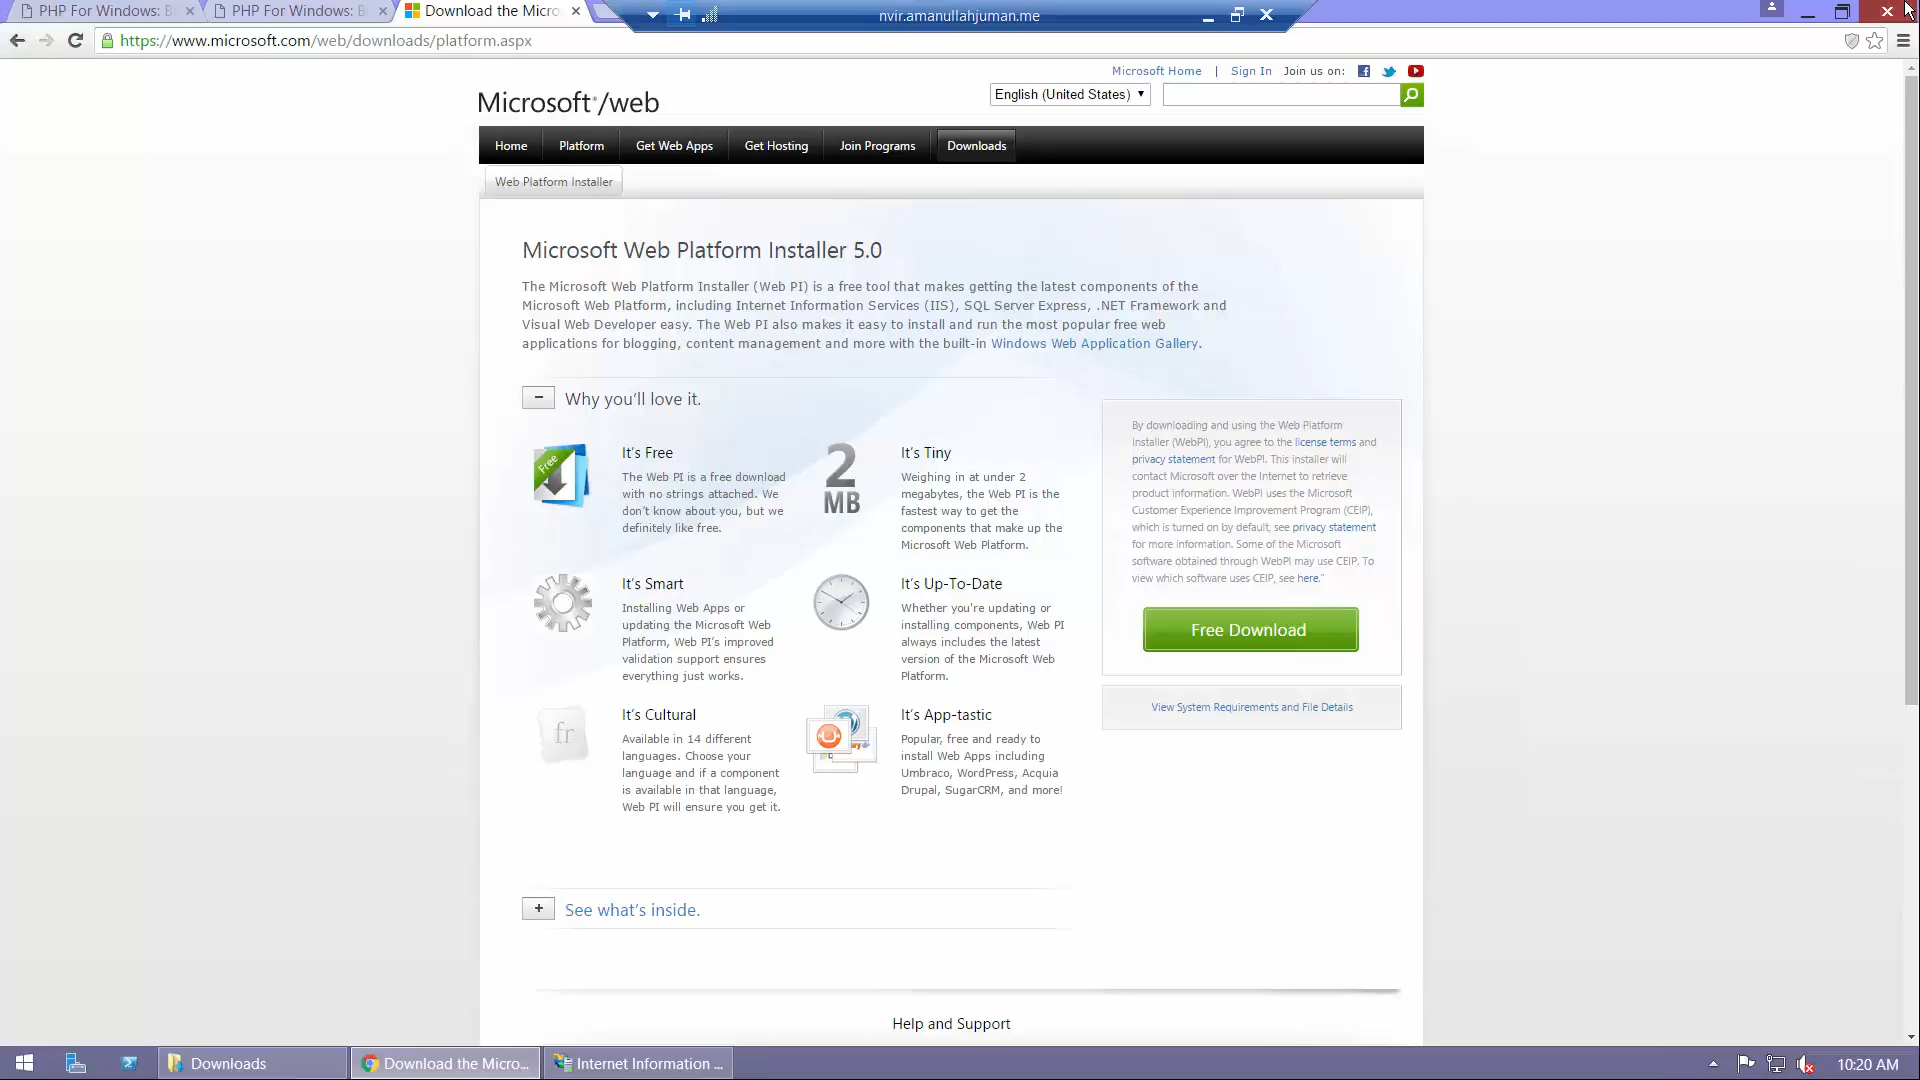 PHP For Windows: B
PHP For Windows: B
Download the Micro
nvir.amanullahjuman.me
https://www.microsoft.com/web/downloads/platform.aspx
Microsoft Home | Sign In Join us on:
Microsoft®/web
English (United States)
Home Platform Get Web Apps Get Hosting Join Programs Downloads
Web Platform Installer
Microsoft Web Platform Installer 5.0
The Microsoft Web Platform Installer (Web PI) is a free tool that makes getting the latest components of the
Microsoft Web Platform, including Internet Information Services (IIS), SQL Server Express, .NET Framework and
Visual Web Developer easy. The Web PI also makes it easy to install and run the most popular free web
applications for blogging, content management and more with the built-in Windows Web Application Gallery.
Why you'll love it.
Free
It's Free
The Web PI is a free download
with no strings attached. We
don't know about you, but we
definitely like free.
2
MB
It's Tiny
Weighing in at under 2
megabytes, the Web PI is the
fastest way to get the
components that make up the
Microsoft Web Platform.
It's Smart
Installing Web Apps or
updating the Microsoft Web
Platform, Web PI's improved
validation support ensures
everything just works.
It's Up-To-Date
Whether you're updating or
installing components, Web PI
always includes the latest
version of the Microsoft Web
Platform.
fr
It's Cultural
Available in 14 different
languages. Choose your
language and if a component
is available in that language,
Web PI will ensure you get it.
It's App-tastic
Popular, free and ready to
install Web Apps including
Umbraco, WordPress, Acquia
Drupal, SugarCRM, and more!
By downloading and using the Web Platform
Installer (WebPI), you agree to the license terms and
privacy statement for WebPI. This installer will
contact Microsoft over the Internet to retrieve
product information. WebPI uses the Microsoft
Customer Experience Improvement Program (CEIP),
which is turned on by default, see privacy statement
for more information. Some of the Microsoft
software obtained through WebPI may use CEIP. To
view which software uses CEIP, see here."
Free Download
View System Requirements and File Details
See what's inside.
Help and Support
Downloads
Download the Micro...
Internet Information ...
10:20 AM